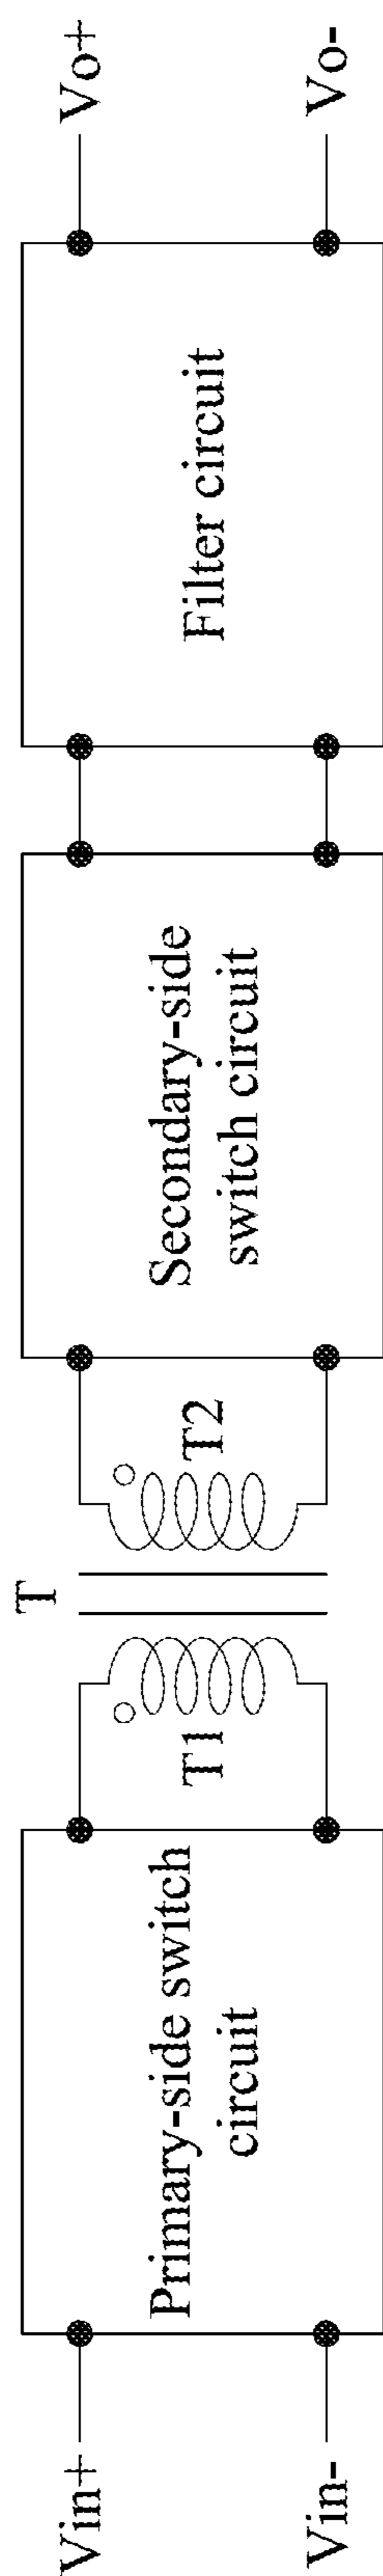 Vin+
Vin-
Primary-side switch
circuit
T
T1
T2
Secondary-side
switch circuit
Filter circuit
Vo+
Vo-